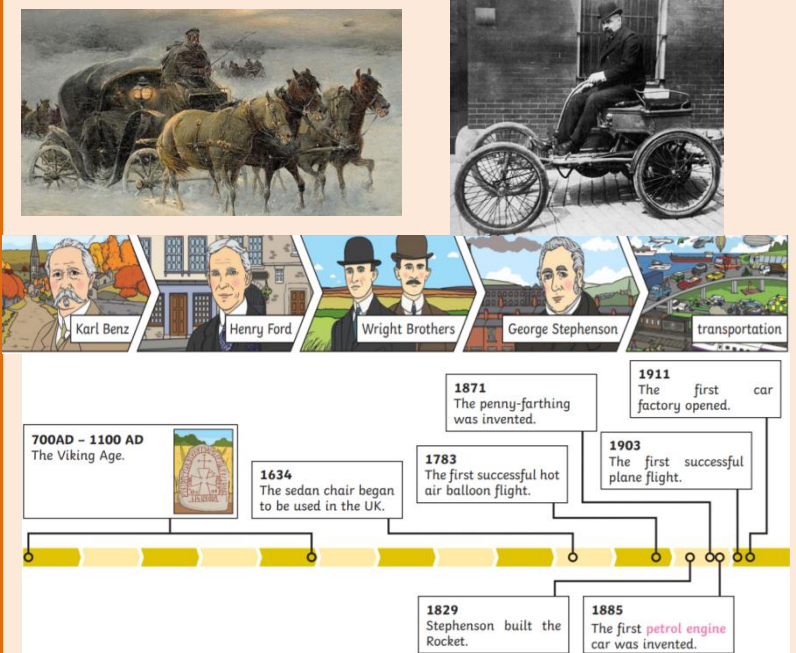 Karl Benz
Henry Ford
Wright Brothers
George Stephenson
transportation
1911
The first car
factory opened.
1871
The penny-farthing
was invented.
700AD – 1100 AD
The Viking Age.
1903
The first successful
plane flight.
1783
The first successful hot
air balloon flight.
1634
The sedan chair began
to be used in the UK.
1829
Stephenson built the
Rocket.
1885
The first petrol engine
car was invented.